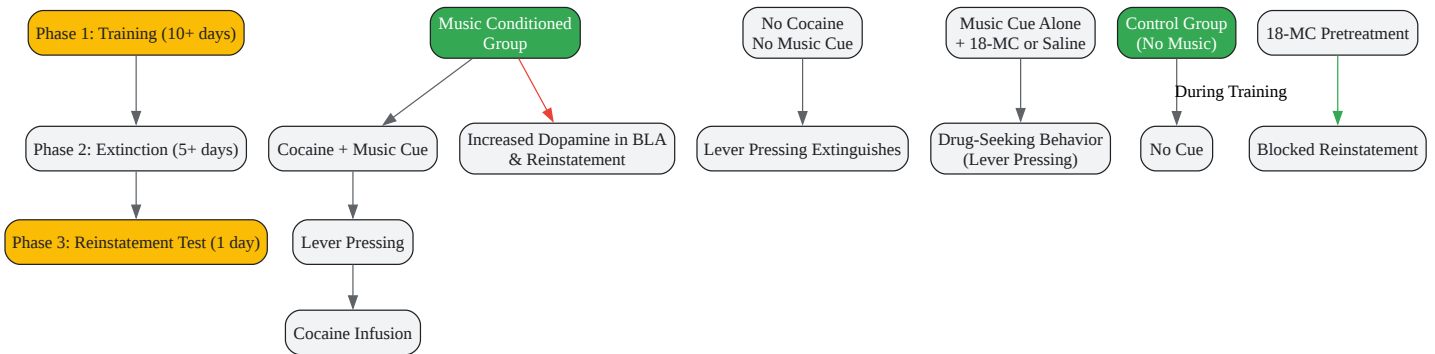 Phase 1: Training (10+ days)
Music Conditioned
Group
No Cocaine
No Music Cue
Music Cue Alone
+ 18-MC or Saline
Control Group
(No Music)
18-MC Pretreatment
During Training
Phase 2: Extinction (5+ days)
Cocaine + Music Cue
Increased Dopamine in BLA
& Reinstatement
Lever Pressing Extinguishes
Drug-Seeking Behavior
(Lever Pressing)
No Cue
Blocked Reinstatement
Phase 3: Reinstatement Test (1 day)
Lever Pressing
Cocaine Infusion